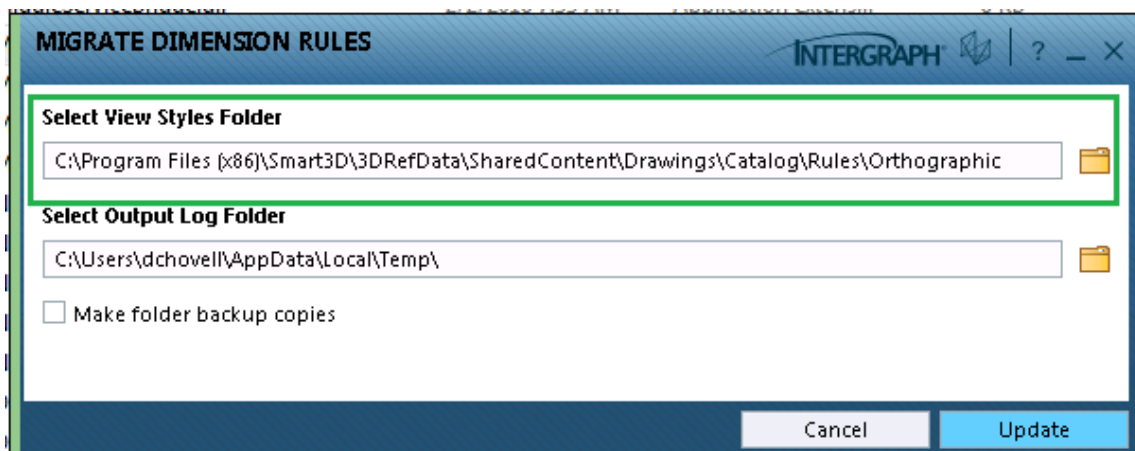 MIGRATE DIMENSION RULES
INTERGRAPH ?
Select View Styles Folder
C:\Program Files (x86)\Smart3D\3DRefData\SharedContent\Drawings\Catalog\Rules\Orthographic
Select Output Log Folder
C:\Users\dchovell\AppData\Local\Temp\
Make folder backup copies
Cancel
Update